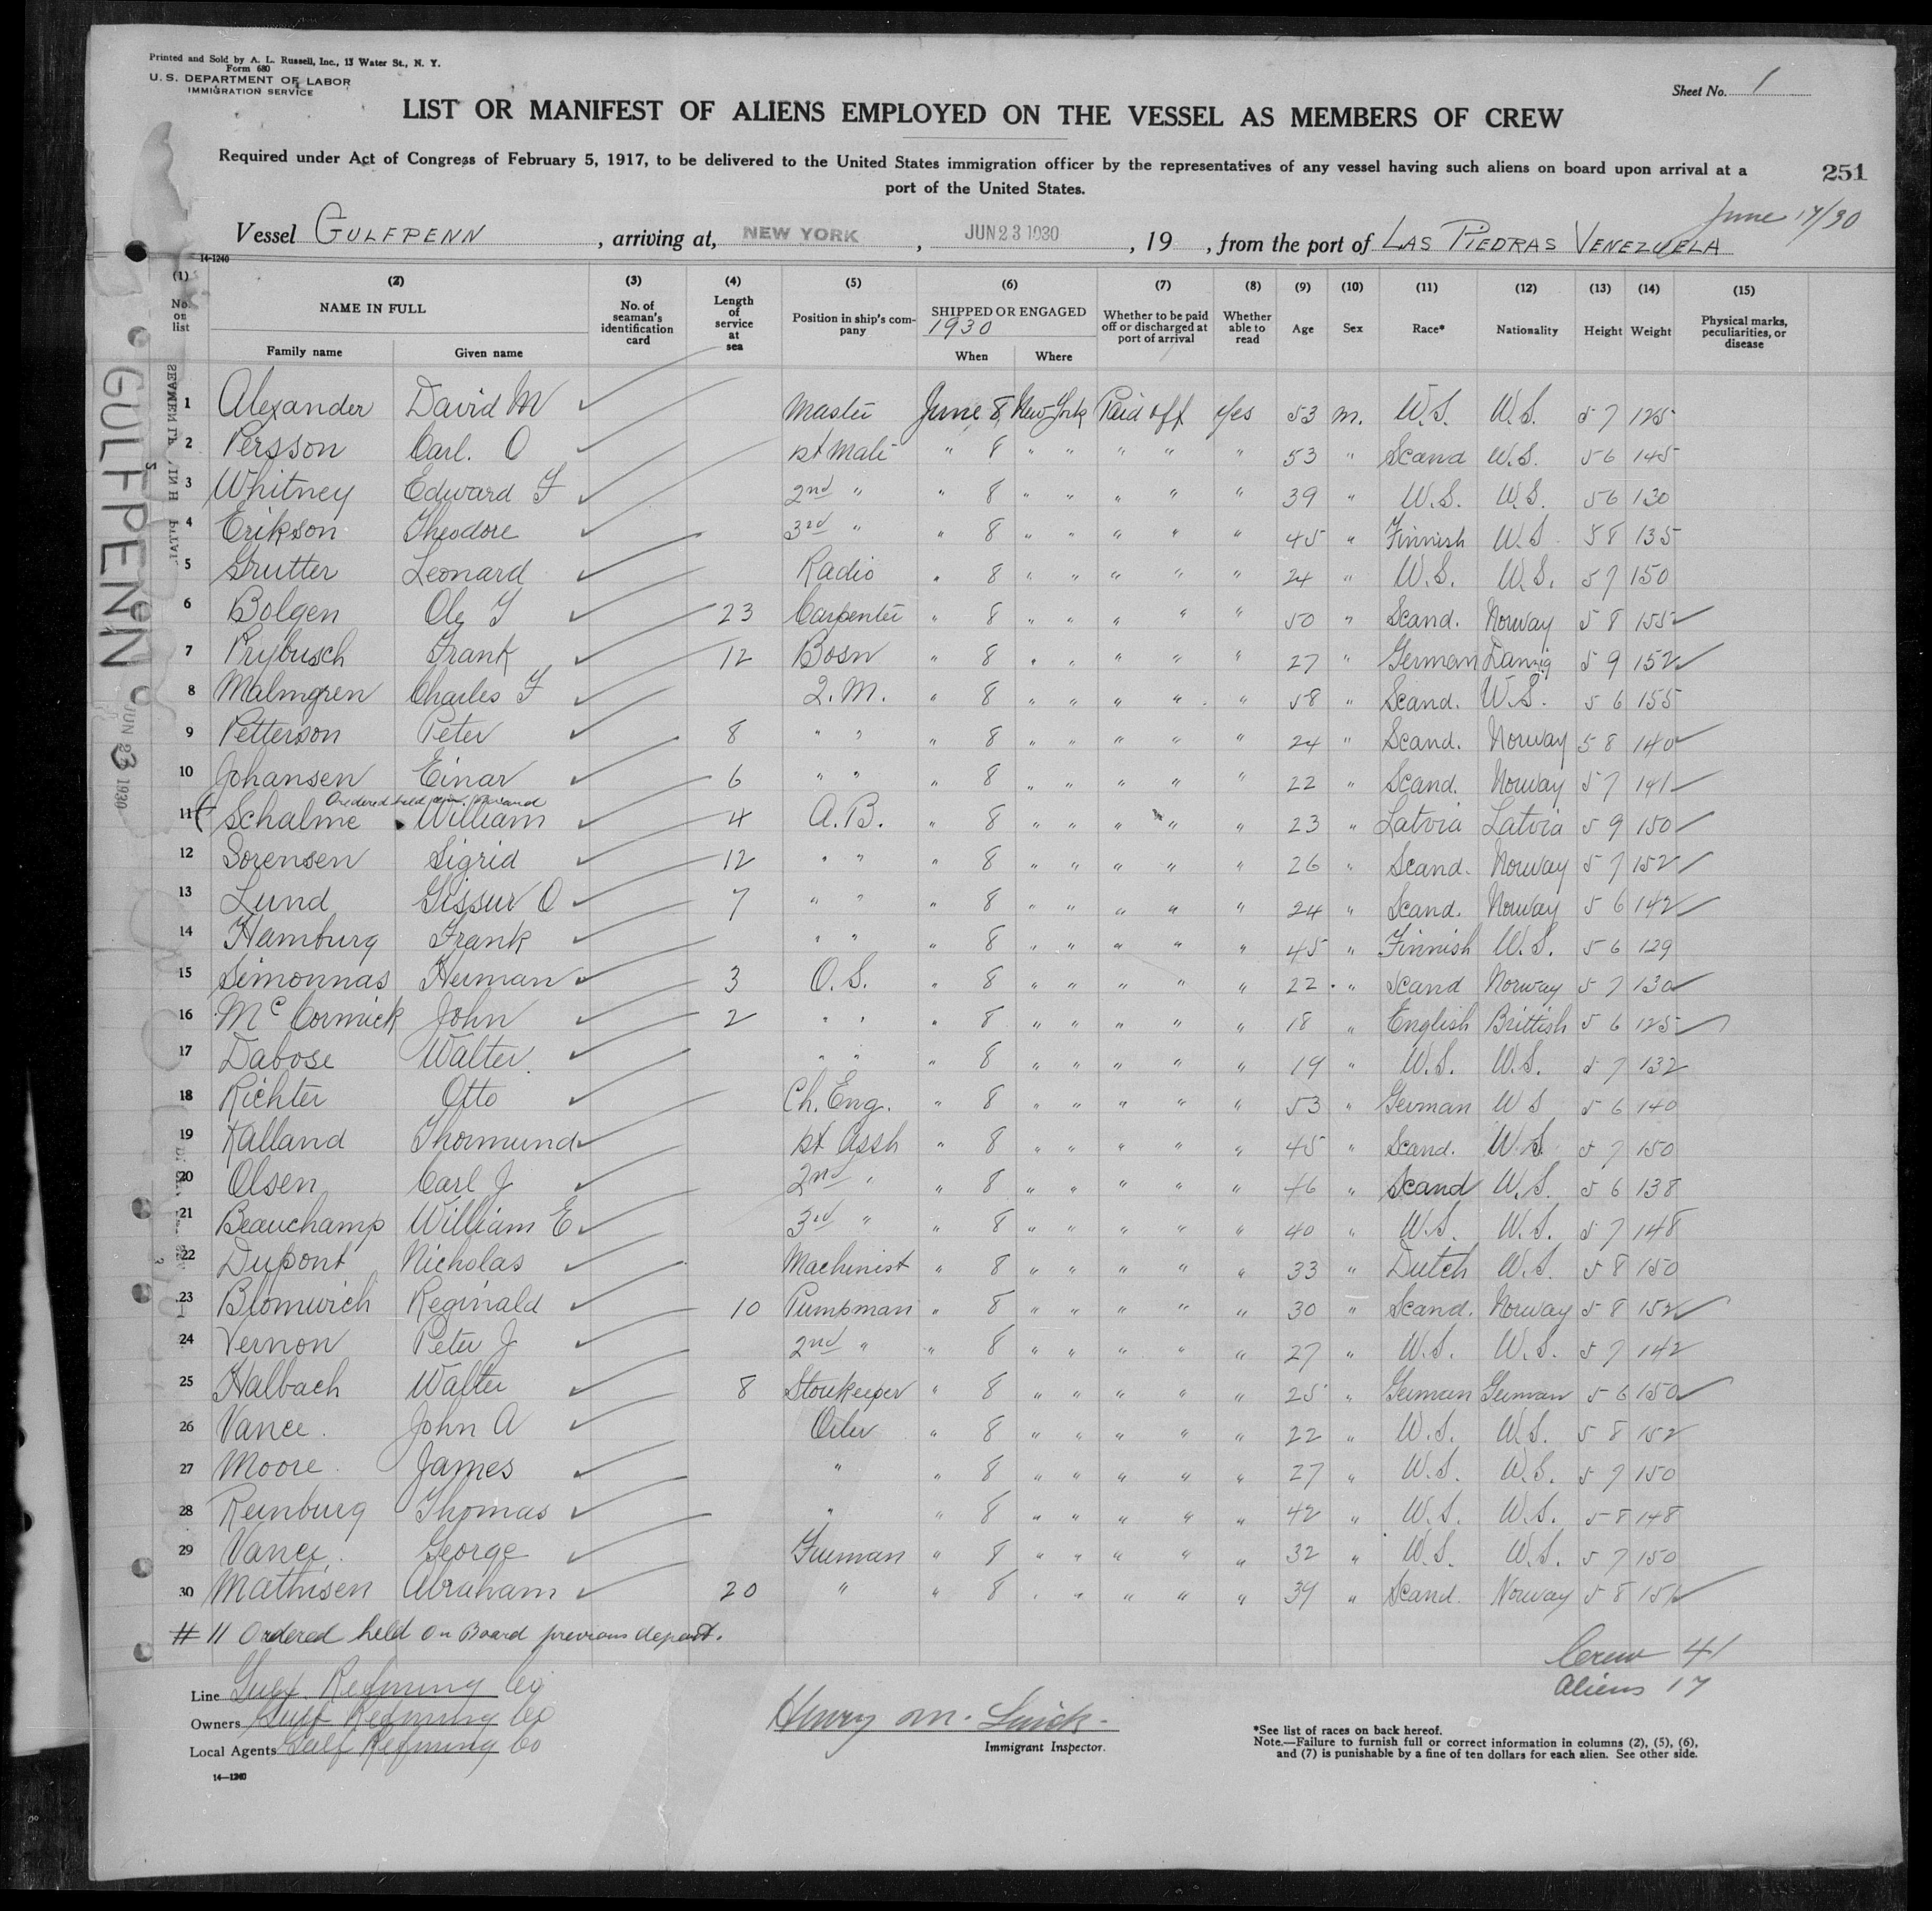 Printed and Sold by A. L. Russell, Inc., 13 Water St., N. Y.
Form 680
U. S. DEPARTMENT OF LABOR
IMMIGRATION SERVICE
Sheet No. 1
LIST OR MANIFEST OF ALIENS EMPLOYED ON THE VESSEL AS MEMBERS OF CREW
Required under Act of Congress of February 5, 1917, to be delivered to the United States immigration officer by the representatives of any vessel having such aliens on board upon arrival at a
port of the United States.
251
June 17/30
Vessel GULFPENN, arriving at, NEW YORK, JUN 23 1930, 19 , from the port of LAS PIEDRAS VENEZUELA
14-1240
(1) (2) (3) (4) (5) (6) (7) (8) (9) (10) (11) (12) (13) (14) (15)
No. on list NAME IN FULL No. of seaman's identification card Length of service at sea Position in ship's company SHIPPED OR ENGAGED 1930 Whether to be paid off or discharged at port of arrival Whether able to read Age Sex Race* Nationality Height Weight Physical marks, peculiarities, or disease
Family name Given name When Where
1 Alexander David M Master June 8 New York Paid off Yes 53 m. U.S. U.S. 5 7 125
2 Persson Carl. O 1st Mate " 8 " " " " " 53 " Scand U.S. 5 6 145
3 Whitney Edward F 2nd " " 8 " " " " " 39 " U.S. U.S. 5 6 130
4 Erikson Theodore 3rd " " 8 " " " " " 45 " Finnish U.S. 5 8 135
5 Grutter Leonard Radio " 8 " " " " " 24 " U.S. U.S. 5 7 150
6 Bolgen Ole 23 Carpenter " 8 " " " " " 50 " Scand. Norway 5 8 155
7 Prybusch Frank 12 Bosn " 8 " " " " " 27 " German Danzig 5 9 152
8 Malmgren Charles F Q.M. " 8 " " " " " 58 " Scand. U.S. 5 6 155
9 Petterson Peter 8 " " " 8 " " " " " 24 " Scand. Norway 5 8 140
10 Johansen Einar 6 " " " 8 " " " " " 22 " Scand. Norway 5 7 141
Ordered held
11 Schalme William 4 A.B. " 8 " " " " " 23 " Latvia Latvia 5 9 150
12 Sorensen Sigrid 12 " " " 8 " " " " " 26 " Scand. Norway 5 7 152
13 Lund Gissur O 7 " " " 8 " " " " " 24 " Scand. Norway 5 6 142
14 Hamburg Frank " " " 8 " " " " " 45 " Finnish U.S. 5 6 129
15 Simonnas Herman 3 O.S. " 8 " " " " " 22 " Scand Norway 5 7 130
16 McCormick John 2 " " " 8 " " " " " 18 " English Brittish 5 6 125
17 Dabose Walter " " " 8 " " " " " 19 " U.S. U.S. 5 7 132
18 Richter Otto Ch. Eng. " 8 " " " " " 53 " German U S 5 6 140
19 Kalland Thormund 1st Asst " 8 " " " " " 45 " Scand. U.S. 5 7 150
20 Olsen Carl J 2nd " " 8 " " " " " 46 " Scand U.S. 5 6 138
21 Beauchamp William E 3rd " " 8 " " " " " 40 " U.S. U.S. 5 7 148
22 Dupont Nicholas Machinist " 8 " " " " " 33 " Dutch U.S. 5 8 150
23 Blomwich Reginald 10 Pumpman " 8 " " " " " 30 " Scand. Norway 5 8 152
24 Vernon Peter J 2nd " " 8 " " " " " 27 " U.S. U.S. 5 7 142
25 Halbach Walter 8 Storekeeper " 8 " " " " " 25 " German German 5 6 150
26 Vance. John A Oiler " 8 " " " " " 22 " U.S. U.S. 5 8 152
27 Moore. James " " 8 " " " " " 27 " U.S. U.S. 5 7 150
28 Reinburg Thomas " " 8 " " " " " 42 " U.S. U.S. 5 8 148
29 Vance. George Fireman " 8 " " " " " 32 " U.S. U.S. 5 7 150
30 Mathisen Abraham 20 " " 8 " " " " " 39 " Scand. Norway 5 8
# 11 Ordered held on Board previous depart.
Crew 41
Aliens 17
Line Gulf Refining Co
Owners Gulf Refining Co
Local Agents Gulf Refining Co
Henry M.
Immigrant Inspector.
*See list of races on back hereof.
Note.—Failure to furnish full or correct information in columns (2), (5), (6),
and (7) is punishable by a fine of ten dollars for each alien. See other side.
14—1240
GULFPENN
JUN 23 1930